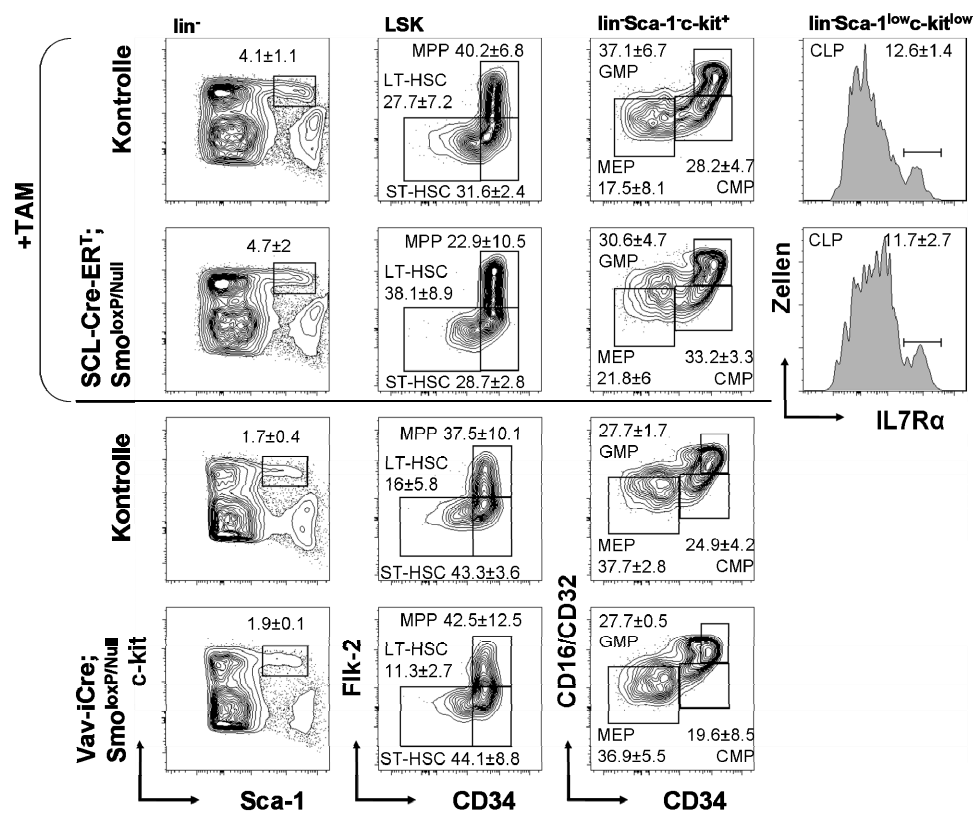 lin⁻
LSK
lin⁻Sca-1⁻c-kit⁺
lin⁻Sca-1ˡᵒʷc-kitˡᵒʷ
+TAM
Kontrolle
4.1±1.1
MPP 40.2±6.8
LT-HSC
27.7±7.2
ST-HSC 31.6±2.4
37.1±6.7
GMP
MEP
17.5±8.1
28.2±4.7
CMP
CLP 12.6±1.4
SCL-Cre-ERᵀ;
Smoˡᵒˣᴾ/ᴺᵘˡˡ
4.7±2
MPP 22.9±10.5
LT-HSC
38.1±8.9
ST-HSC 28.7±2.8
30.6±4.7
GMP
MEP
21.8±6
33.2±3.3
CMP
CLP 11.7±2.7
Zellen
IL7Rα
Kontrolle
1.7±0.4
MPP 37.5±10.1
LT-HSC
16±5.8
ST-HSC 43.3±3.6
27.7±1.7
GMP
MEP
37.7±2.8
24.9±4.2
CMP
Vav-iCre;
Smoˡᵒˣᴾ/ᴺᵘˡˡ
1.9±0.1
MPP 42.5±12.5
LT-HSC
11.3±2.7
ST-HSC 44.1±8.8
27.7±0.5
GMP
MEP
36.9±5.5
19.6±8.5
CMP
c-kit
Sca-1
Flk-2
CD34
CD16/CD32
CD34